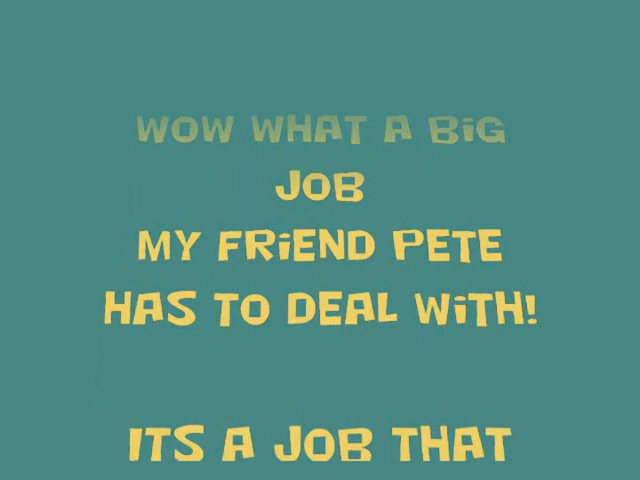 WOW WHAT A BiG
JOB
MY FRiEND PETE
HAS TO DEAL WiTH!
ITS A JOB THAT